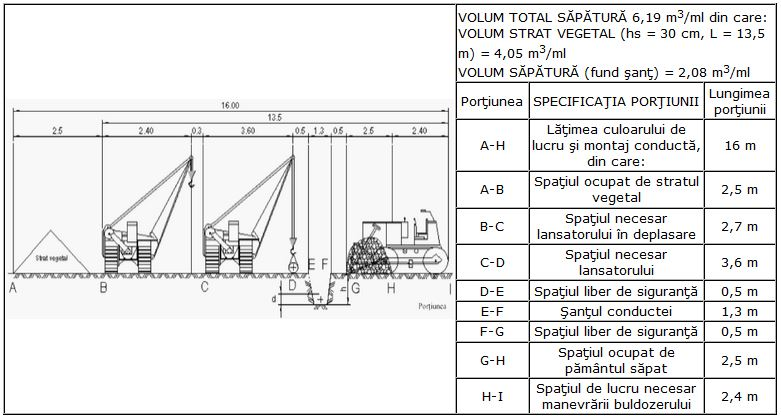 VOLUM TOTAL SĂPĂTURĂ 6,19 m3/ml din care:
VOLUM STRAT VEGETAL (hs = 30 cm, L = 13,5
m) = 4,05 m3/ml
VOLUM SĂPĂTURĂ (fund şanţ) = 2,08 m3/ml
Porţiunea SPECIFICAŢIA PORŢIUNII Lungimea
porţiunii
A-H Lăţimea culoarului de
lucru şi montaj conductă,
din care: 16 m
A-B Spaţiul ocupat de stratul
vegetal 2,5 m
B-C Spaţiul necesar
lansatorului în deplasare 2,7 m
C-D Spaţiul necesar
lansatorului 3,6 m
D-E Spaţiul liber de siguranţă 0,5 m
E-F Şanţul conductei 1,3 m
F-G Spaţiul liber de siguranţă 0,5 m
G-H Spaţiul ocupat de
pământul săpat 2,5 m
H-I Spaţiul de lucru necesar
manevrării buldozerului 2,4 m
16.00
13.5
2.5 2.40 0.3 3.60 0.5 1.3 0.5 2.5 2.40
Strat vegetal
E F
A B C D G H I
d h
Porţiunea